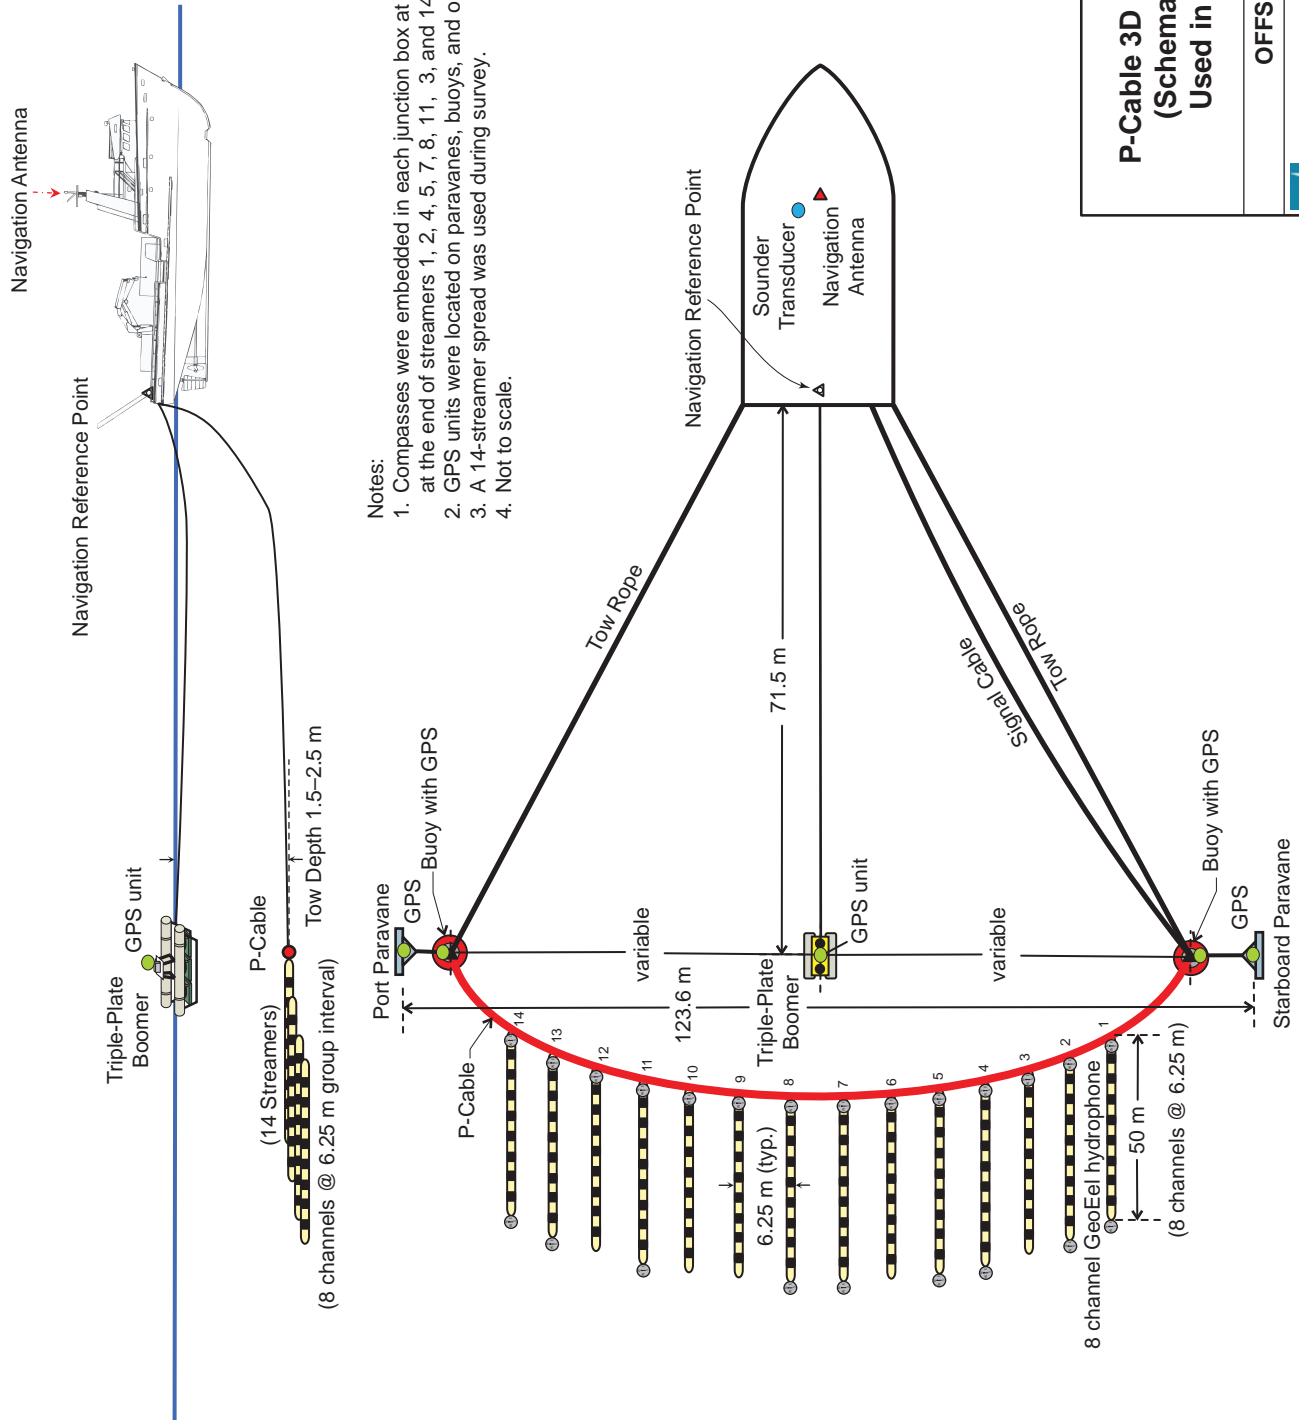 Navigation Antenna
Navigation Reference Point
Triple-Plate
Boomer
GPS unit
P-Cable
(14 Streamers)
(8 channels @ 6.25 m group interval)
Tow Depth 1.5–2.5 m
Notes:
1. Compasses were embedded in each junction box at
at the end of streamers 1, 2, 4, 5, 7, 8, 11, 3, and 14
2. GPS units were located on paravanes, buoys, and o
3. A 14-streamer spread was used during survey.
4. Not to scale.
Port Paravane
GPS
Buoy with GPS
Tow Rope
P-Cable
14
13
12
11
10
9
8
7
6
5
4
3
2
1
123.6 m
variable
71.5 m
Navigation Reference Point
Sounder
Transducer
Navigation
Antenna
Triple-Plate
Boomer
GPS unit
6.25 m (typ.)
variable
Signal Cable
Tow Rope
8 channel GeoEel hydrophone
50 m
(8 channels @ 6.25 m)
Buoy with GPS
GPS
Starboard Paravane
P-Cable 3D
(Schema
Used in
OFFS